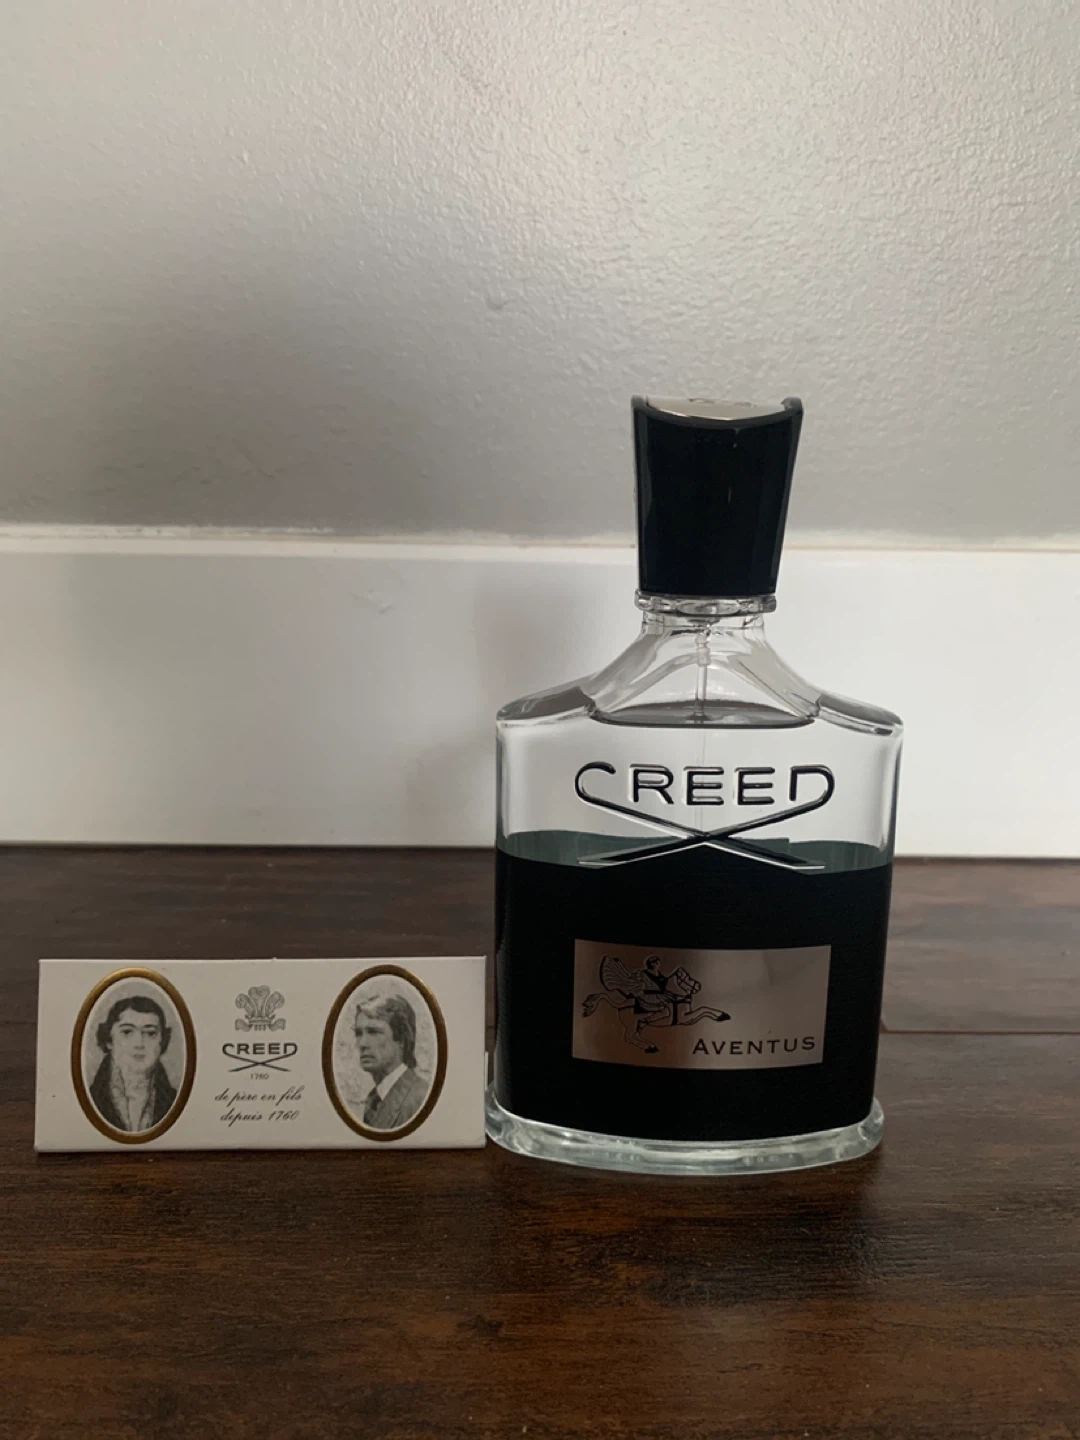 CREED
AVENTUS
CREED
1760
de père en fils
depuis 1760